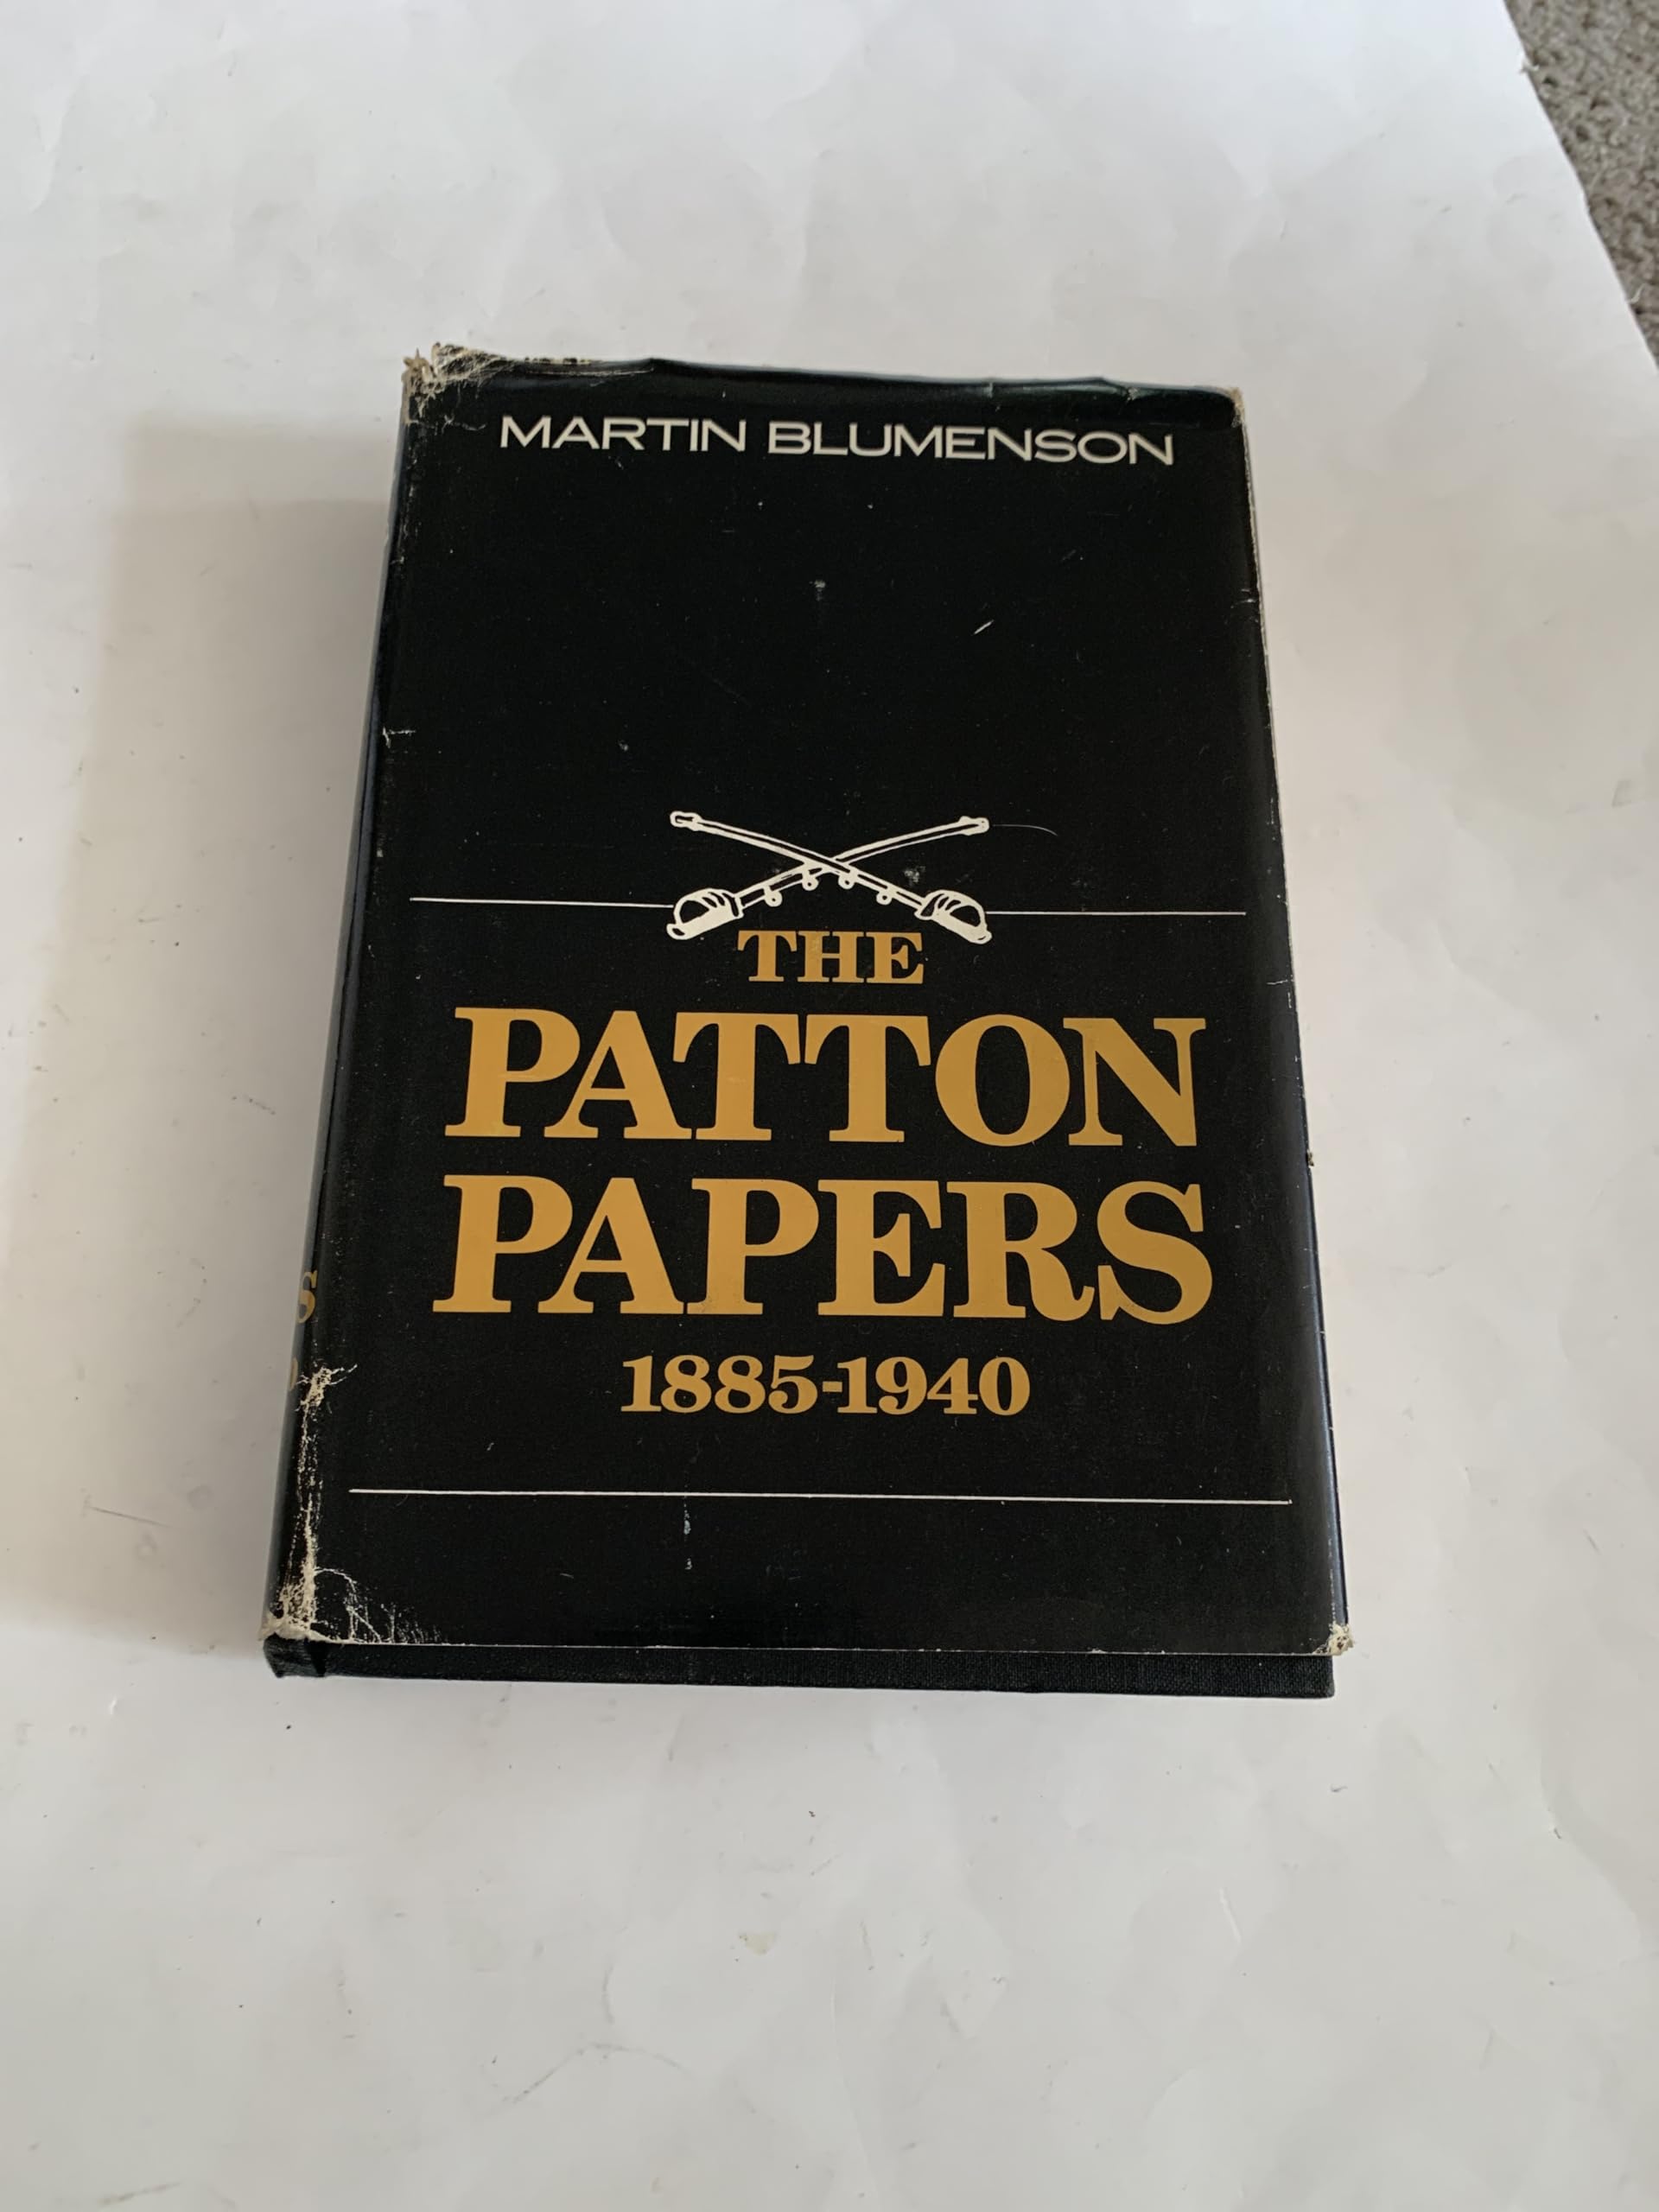 MARTIN BLUMENSON
THE
PATTON
PAPERS
1885-1940
S